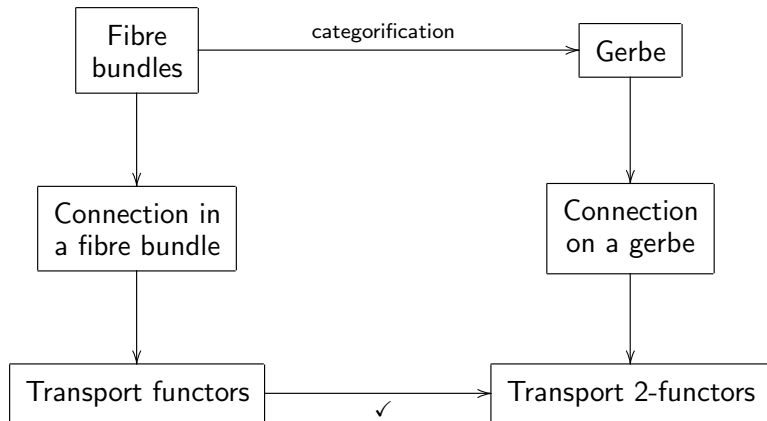 Fibre
bundles
categorification
Gerbe
Connection in
a fibre bundle
Connection
on a gerbe
Transport functors
✓
Transport 2-functors